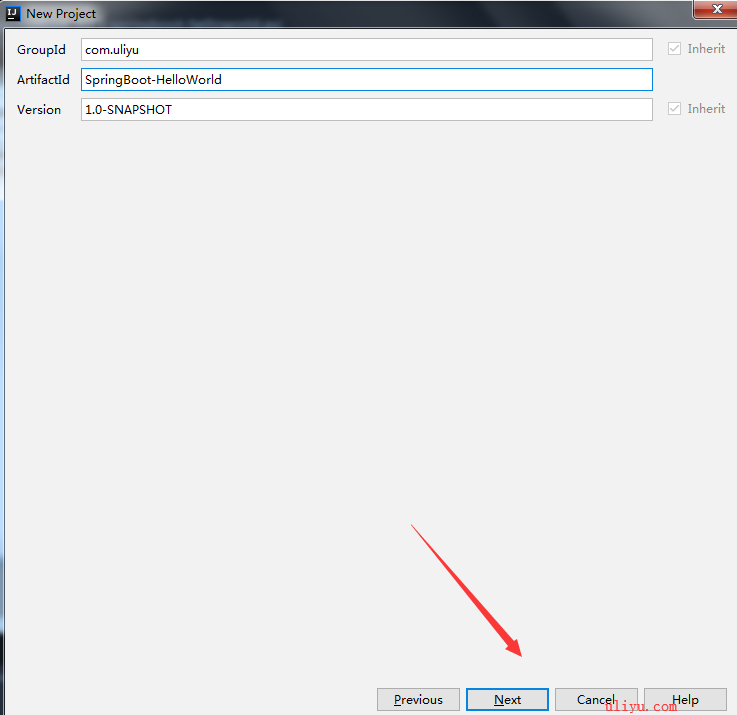 New Project
GroupId com.uliyu Inherit
ArtifactId SpringBoot-HelloWorld
Version 1.0-SNAPSHOT Inherit
Previous Next Cancel Help
uliyu.com